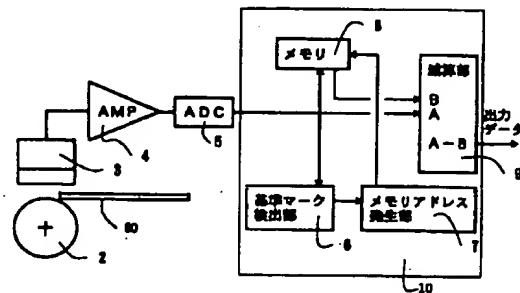 8
メモリ
減算部
AMP
ADC
B
A
出力
データ
A-B
3
4
5
9
60
基準マーク
検出部
メモリアドレス
発生部
2
6
7
10